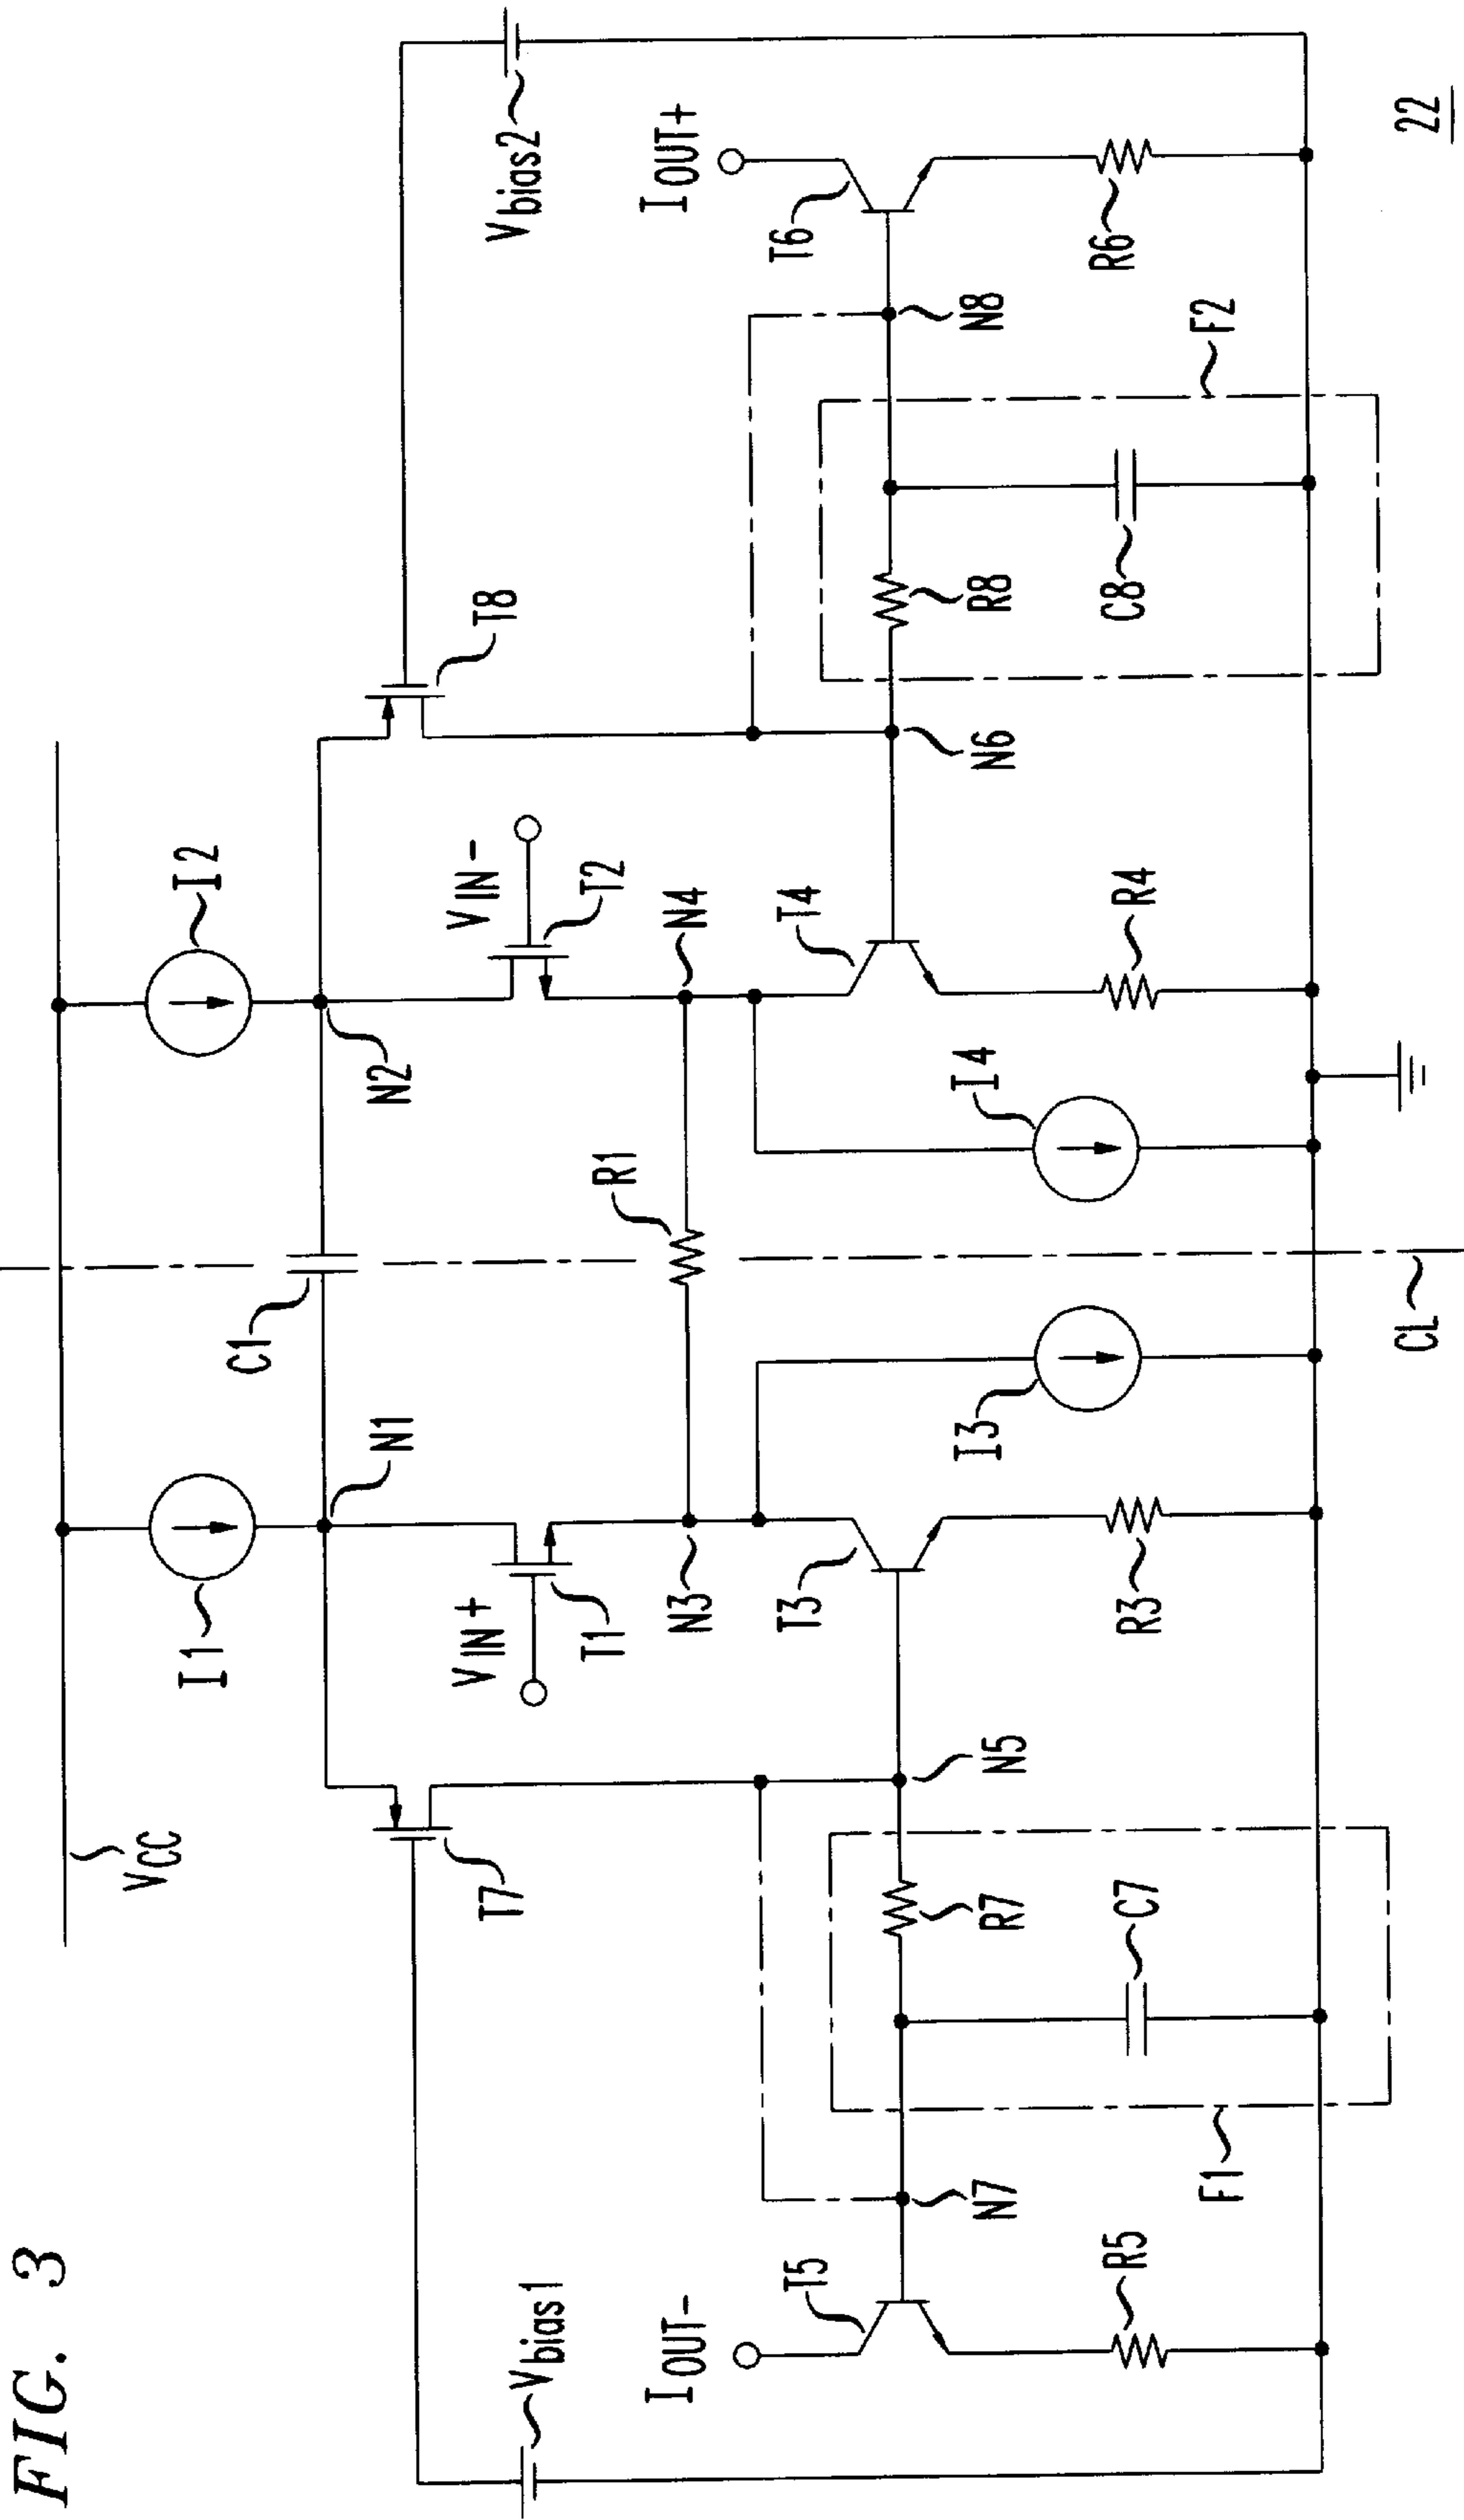 FIG. 3
VCC
I1
I2
C1
N1
N2
T7
T8
Vbias1
Vbias2
VIN+
VIN-
T1
T2
R1
N3
N4
IOUT-
IOUT+
T5
T3
T4
T6
N7
N5
N6
N8
R7
R8
I3
I4
R5
C7
R3
R4
C8
R6
F1
F2
CL
22